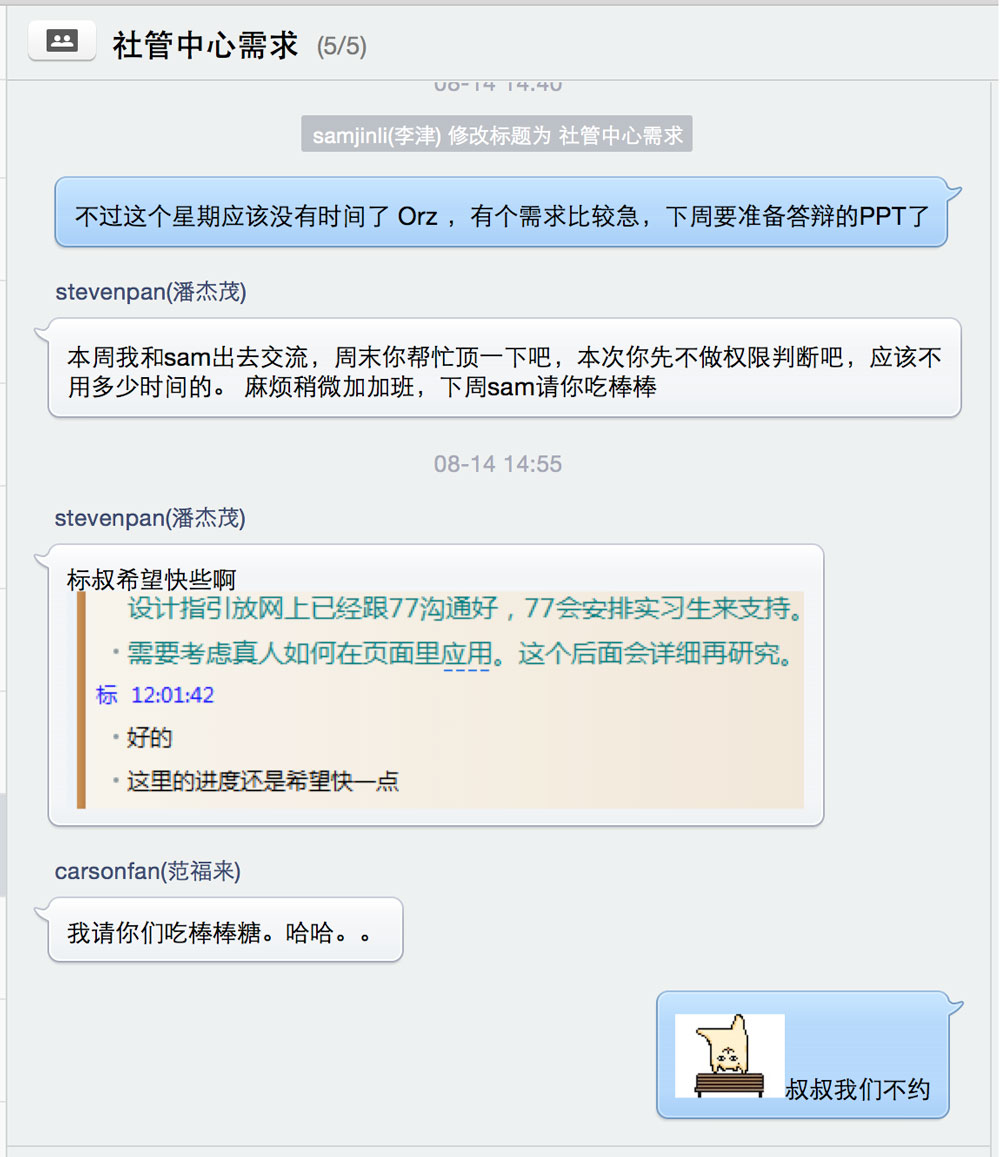 社管中心需求 (5/5)
08-14 14:40
samjinli(李津) 修改标题为 社管中心需求
不过这个星期应该没有时间了 Orz ，有个需求比较急，下周要准备答辩的PPT了
stevenpan(潘杰茂)
本周我和sam出去交流，周末你帮忙顶一下吧，本次你先不做权限判断吧，应该不
用多少时间的。 麻烦稍微加加班，下周sam请你吃棒棒
08-14 14:55
stevenpan(潘杰茂)
标叔希望快些啊
设计指引放网上已经跟77沟通好，77会安排实习生来支持。
·需要考虑真人如何在页面里应用。这个后面会详细再研究。
标 12:01:42
·好的
·这里的进度还是希望快一点
carsonfan(范福来)
我请你们吃棒棒糖。哈哈。。
叔叔我们不约